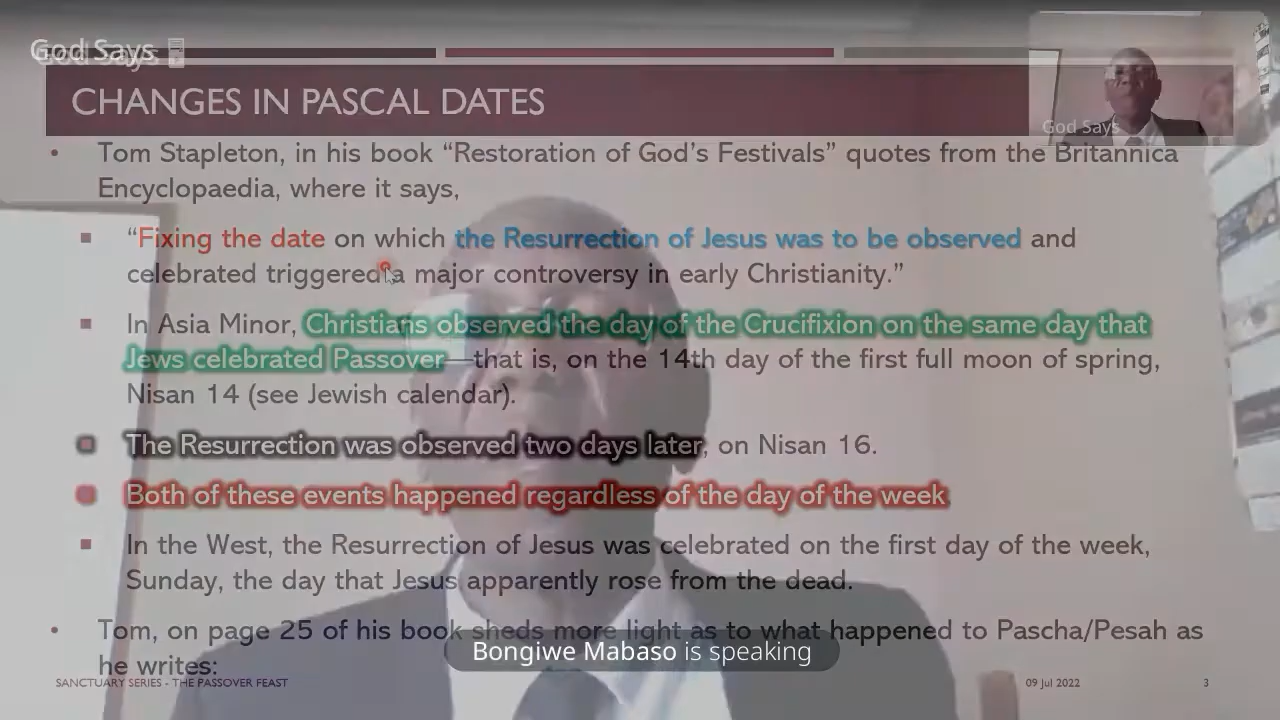 God Says
CHANGES IN PASCAL DATES
God Says
• Tom Stapleton, in his book “Restoration of God’s Festivals” quotes from the Britannica
Encyclopaedia, where it says,
▪ “Fixing the date on which the Resurrection of Jesus was to be observed and
celebrated triggered a major controversy in early Christianity.”
▪ In Asia Minor, Christians observed the day of the Crucifixion on the same day that
Jews celebrated Passover—that is, on the 14th day of the first full moon of spring,
Nisan 14 (see Jewish calendar).
▪ The Resurrection was observed two days later, on Nisan 16.
▪ Both of these events happened regardless of the day of the week
▪ In the West, the Resurrection of Jesus was celebrated on the first day of the week,
Sunday, the day that Jesus apparently rose from the dead.
• Tom, on page 25 of his book sheds more light as to what happened to Pascha/Pesah as
he writes:
Bongiwe Mabaso is speaking
SANCTUARY SERIES - THE PASSOVER FEAST
09 Jul 2022
3